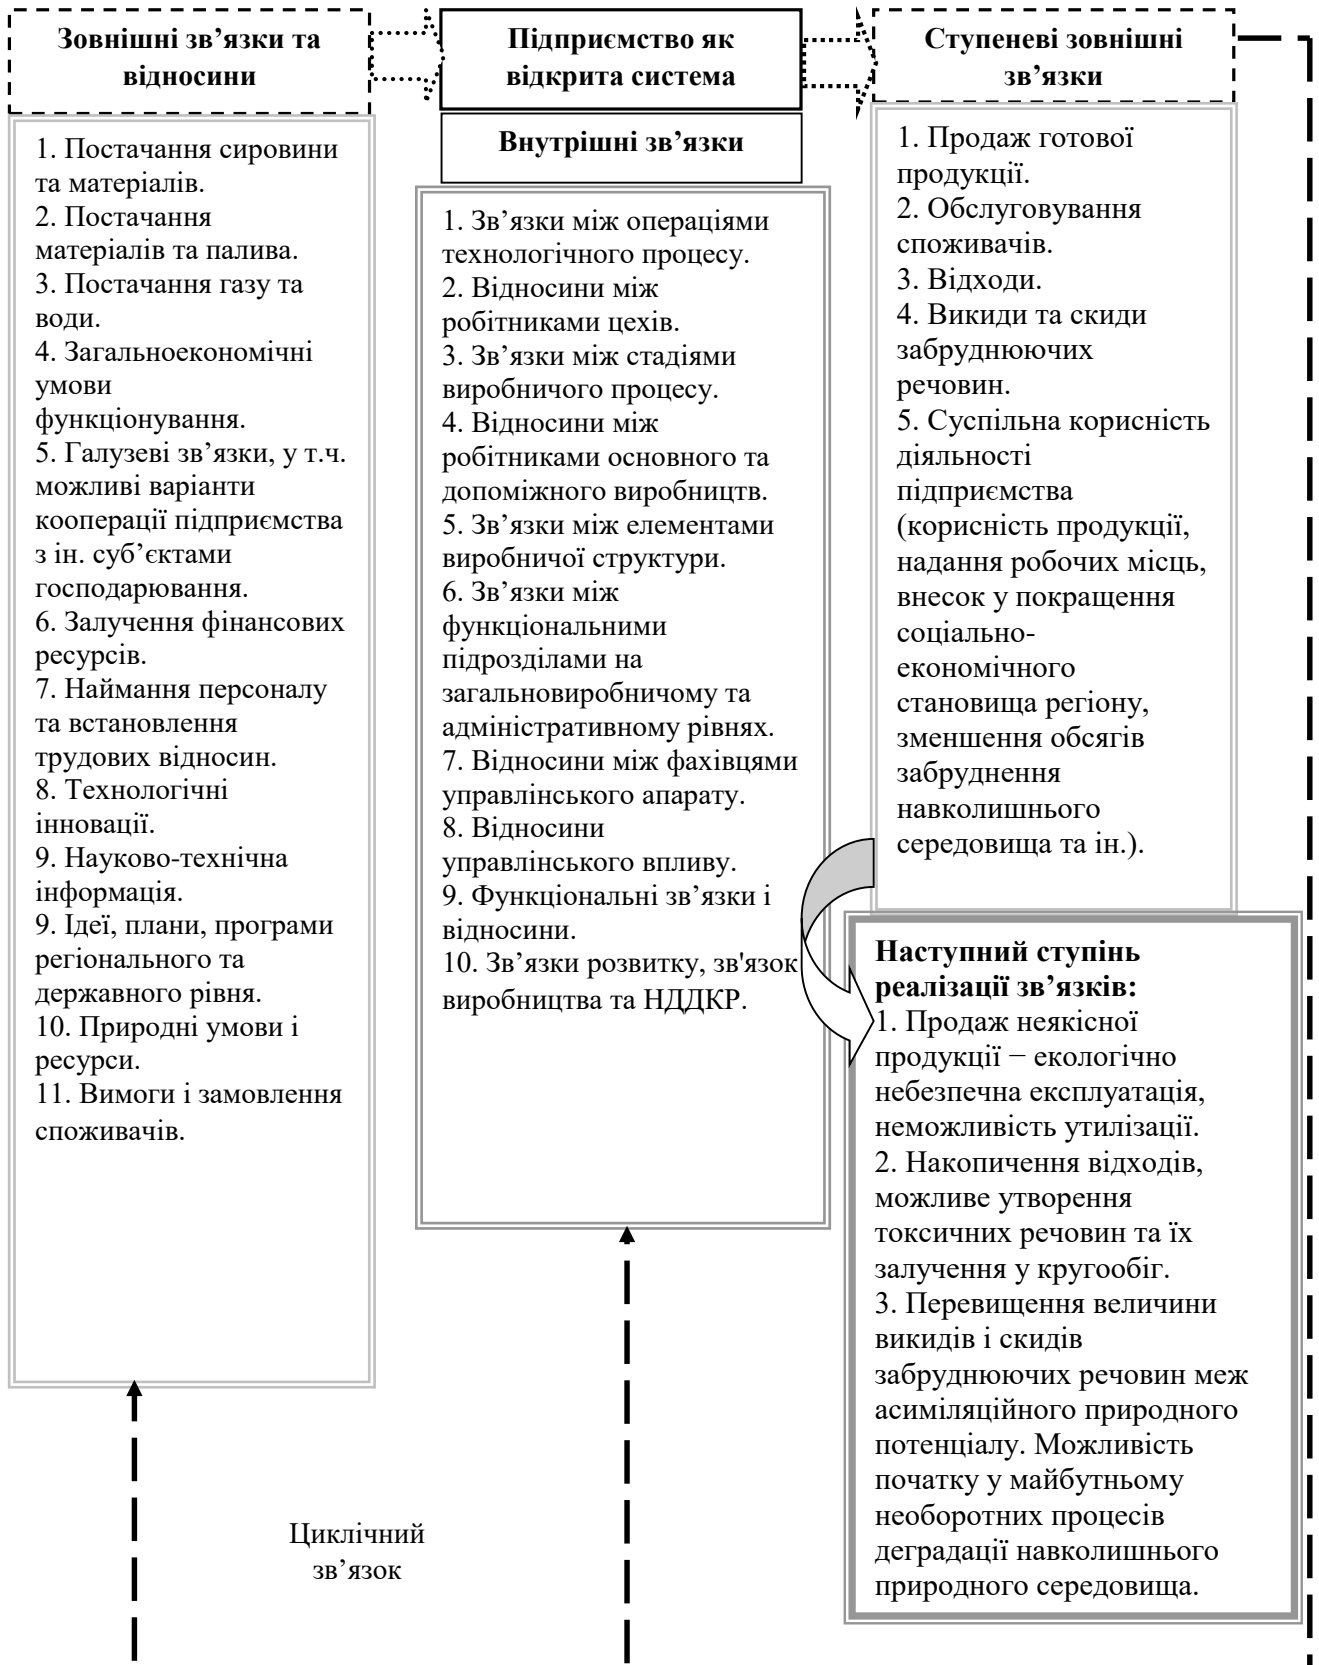 Зовнішні зв’язки та
відносини
Підприємство як
відкрита система
Ступеневі зовнішні
зв’язки
1. Постачання сировини
та матеріалів.
2. Постачання
матеріалів та палива.
3. Постачання газу та
води.
4. Загальноекономічні
умови
функціонування.
5. Галузеві зв’язки, у т.ч.
можливі варіанти
кооперації підприємства
з ін. суб’єктами
господарювання.
6. Залучення фінансових
ресурсів.
7. Наймання персоналу
та встановлення
трудових відносин.
8. Технологічні
інновації.
9. Науково-технічна
інформація.
9. Ідеї, плани, програми
регіонального та
державного рівня.
10. Природні умови і
ресурси.
11. Вимоги і замовлення
споживачів.
Внутрішні зв’язки
1. Зв’язки між операціями
технологічного процесу.
2. Відносини між
робітниками цехів.
3. Зв’язки між стадіями
виробничого процесу.
4. Відносини між
робітниками основного та
допоміжного виробництв.
5. Зв’язки між елементами
виробничої структури.
6. Зв’язки між
функціональними
підрозділами на
загальновиробничому та
адміністративному рівнях.
7. Відносини між фахівцями
управлінського апарату.
8. Відносини
управлінського впливу.
9. Функціональні зв’язки і
відносини.
10. Зв’язки розвитку, зв'язок
виробництва та НДДКР.
1. Продаж готової
продукції.
2. Обслуговування
споживачів.
3. Відходи.
4. Викиди та скиди
забруднюючих
речовин.
5. Суспільна корисність
діяльності
підприємства
(корисність продукції,
надання робочих місць,
внесок у покращення
соціально-
економічного
становища регіону,
зменшення обсягів
забруднення
навколишнього
середовища та ін.).
Наступний ступінь
реалізації зв’язків:
1. Продаж неякісної
продукції − екологічно
небезпечна експлуатація,
неможливість утилізації.
2. Накопичення відходів,
можливе утворення
токсичних речовин та їх
залучення у кругообіг.
3. Перевищення величини
викидів і скидів
забруднюючих речовин меж
асиміляційного природного
потенціалу. Можливість
початку у майбутньому
необоротних процесів
деградації навколишнього
природного середовища.
Циклічний
зв’язок